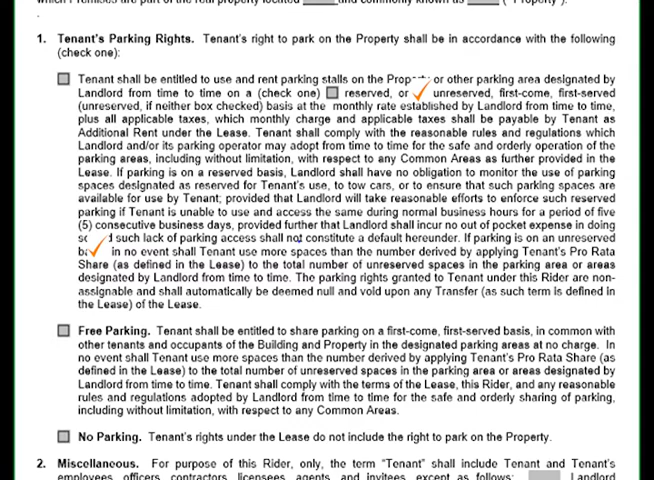 which Premises are part of the real property located and commonly known as ("Property").
1. Tenant's Parking Rights. Tenant's right to park on the Property shall be in accordance with the following
(check one):
Tenant shall be entitled to use and rent parking stalls on the or other parking area designated by
Landlord from time to time on a (check one) reserved, or unreserved, first-come, first-served
(unreserved, if neither box checked) basis at the monthly rate established by Landlord from time to time,
plus all applicable taxes, which monthly charge and applicable taxes shall be payable by Tenant as
Additional Rent under the Lease. Tenant shall comply with the reasonable rules and regulations which
Landlord and/or its parking operator may adopt from time to time for the safe and orderly operation of the
parking areas, including without limitation, with respect to any Common Areas as further provided in the
Lease. If parking is on a reserved basis, Landlord shall have no obligation to monitor the use of parking
spaces designated as reserved for Tenant's use, to tow cars, or to ensure that such parking spaces are
available for use by Tenant; provided that Landlord will take reasonable efforts to enforce such reserved
parking if Tenant is unable to use and access the same during normal business hours for a period of five
(5) consecutive business days, provided further that Landlord shall incur no out of pocket expense in doing
such lack of parking access shall not constitute a default hereunder. If parking is on an unreserved
in no event shall Tenant use more spaces than the number derived by applying Tenant's Pro Rata
Share (as defined in the Lease) to the total number of unreserved spaces in the parking area or areas
designated by Landlord from time to time. The parking rights granted to Tenant under this Rider are non-
assignable and shall automatically be deemed null and void upon any Transfer (as such term is defined in
the Lease) of the Lease.
Free Parking. Tenant shall be entitled to share parking on a first-come, first-served basis, in common with
other tenants and occupants of the Building and Property in the designated parking areas at no charge. In
no event shall Tenant use more spaces than the number derived by applying Tenant's Pro Rata Share (as
defined in the Lease) to the total number of unreserved spaces in the parking area or areas designated by
Landlord from time to time. Tenant shall comply with the terms of the Lease, this Rider, and any reasonable
rules and regulations adopted by Landlord from time to time for the safe and orderly sharing of parking,
including without limitation, with respect to any Common Areas.
No Parking. Tenant's rights under the Lease do not include the right to park on the Property.
2. Miscellaneous. For purpose of this Rider, only, the term "Tenant" shall include Tenant and Tenant's
employees, officers, contractors, licensees, agents, and invitees, except as follows: Landlord